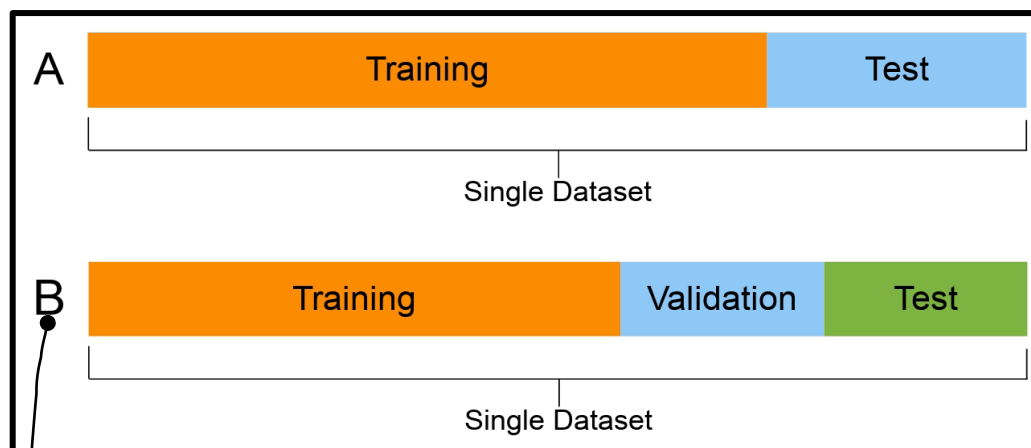 A
Training
Test
Single Dataset
B
Training
Validation
Test
Single Dataset